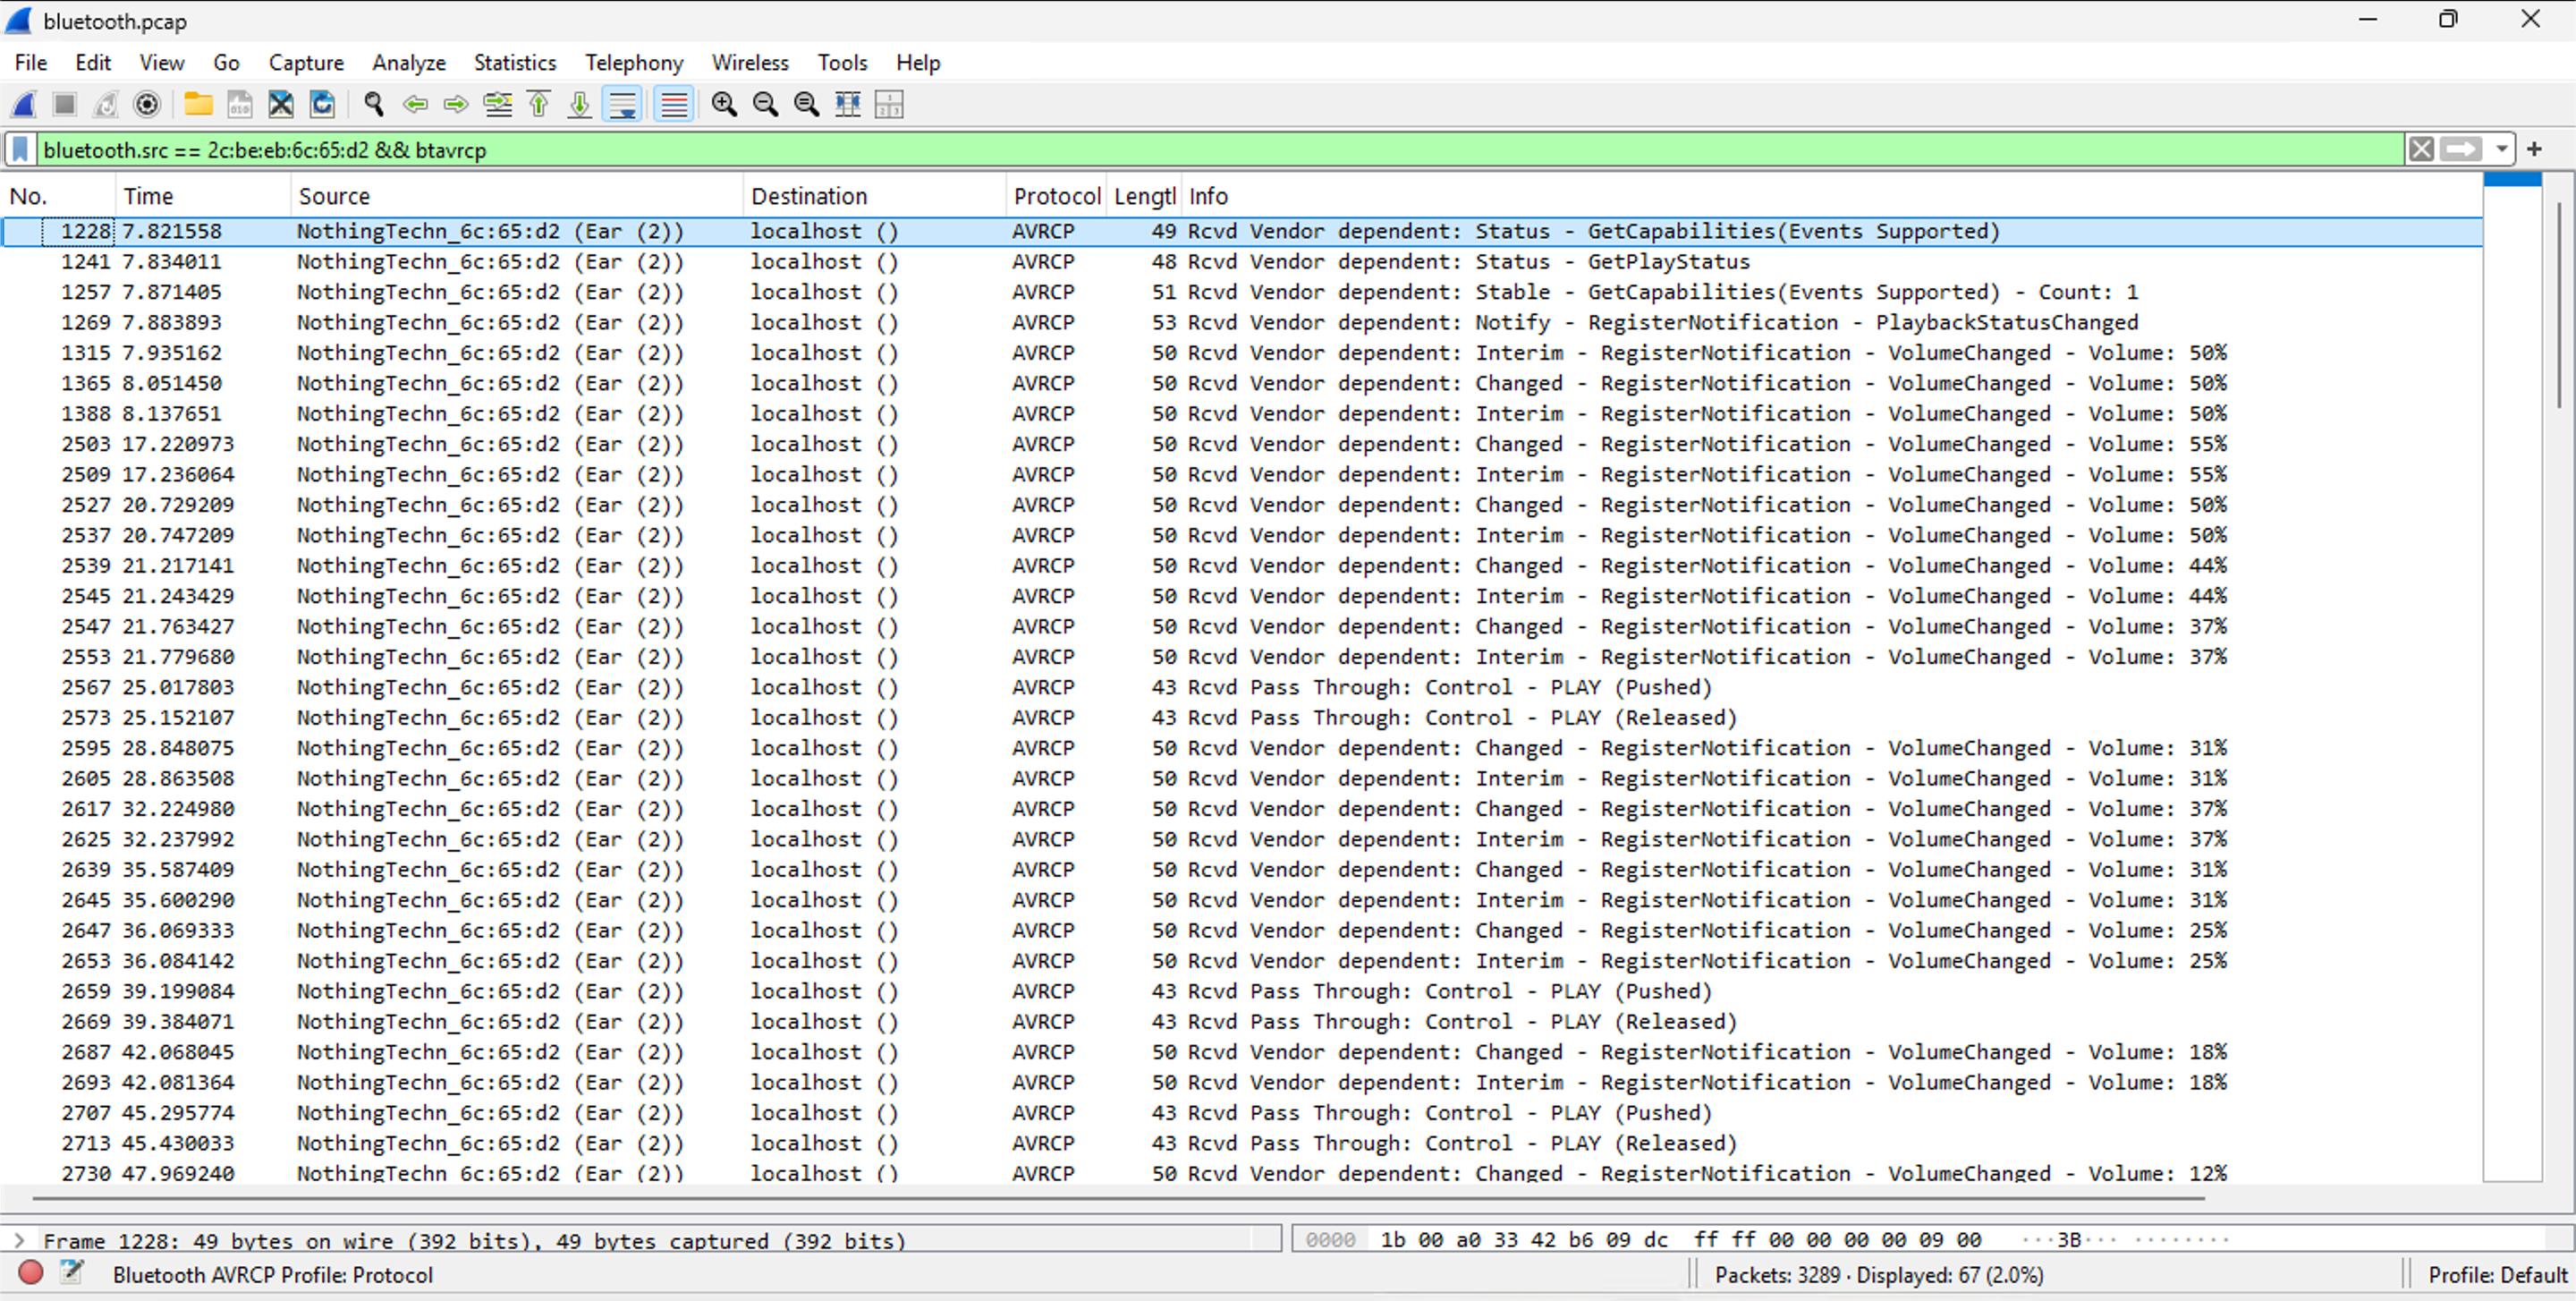 bluetooth.pcap
File Edit View Go Capture Analyze Statistics Telephony Wireless Tools Help
bluetooth.src == 2c:be:eb:6c:65:d2 && btavrcp
No. Time Source Destination Protocol Lengtl Info
1228 7.821558 NothingTechn_6c:65:d2 (Ear (2)) localhost () AVRCP 49 Rcvd Vendor dependent: Status - GetCapabilities(Events Supported)
1241 7.834011 NothingTechn_6c:65:d2 (Ear (2)) localhost () AVRCP 48 Rcvd Vendor dependent: Status - GetPlayStatus
1257 7.871405 NothingTechn_6c:65:d2 (Ear (2)) localhost () AVRCP 51 Rcvd Vendor dependent: Stable - GetCapabilities(Events Supported) - Count: 1
1269 7.883893 NothingTechn_6c:65:d2 (Ear (2)) localhost () AVRCP 53 Rcvd Vendor dependent: Notify - RegisterNotification - PlaybackStatusChanged
1315 7.935162 NothingTechn_6c:65:d2 (Ear (2)) localhost () AVRCP 50 Rcvd Vendor dependent: Interim - RegisterNotification - VolumeChanged - Volume: 50%
1365 8.051450 NothingTechn_6c:65:d2 (Ear (2)) localhost () AVRCP 50 Rcvd Vendor dependent: Changed - RegisterNotification - VolumeChanged - Volume: 50%
1388 8.137651 NothingTechn_6c:65:d2 (Ear (2)) localhost () AVRCP 50 Rcvd Vendor dependent: Interim - RegisterNotification - VolumeChanged - Volume: 50%
2503 17.220973 NothingTechn_6c:65:d2 (Ear (2)) localhost () AVRCP 50 Rcvd Vendor dependent: Changed - RegisterNotification - VolumeChanged - Volume: 55%
2509 17.236064 NothingTechn_6c:65:d2 (Ear (2)) localhost () AVRCP 50 Rcvd Vendor dependent: Interim - RegisterNotification - VolumeChanged - Volume: 55%
2527 20.729209 NothingTechn_6c:65:d2 (Ear (2)) localhost () AVRCP 50 Rcvd Vendor dependent: Changed - RegisterNotification - VolumeChanged - Volume: 50%
2537 20.747209 NothingTechn_6c:65:d2 (Ear (2)) localhost () AVRCP 50 Rcvd Vendor dependent: Interim - RegisterNotification - VolumeChanged - Volume: 50%
2539 21.217141 NothingTechn_6c:65:d2 (Ear (2)) localhost () AVRCP 50 Rcvd Vendor dependent: Changed - RegisterNotification - VolumeChanged - Volume: 44%
2545 21.243429 NothingTechn_6c:65:d2 (Ear (2)) localhost () AVRCP 50 Rcvd Vendor dependent: Interim - RegisterNotification - VolumeChanged - Volume: 44%
2547 21.763427 NothingTechn_6c:65:d2 (Ear (2)) localhost () AVRCP 50 Rcvd Vendor dependent: Changed - RegisterNotification - VolumeChanged - Volume: 37%
2553 21.779680 NothingTechn_6c:65:d2 (Ear (2)) localhost () AVRCP 50 Rcvd Vendor dependent: Interim - RegisterNotification - VolumeChanged - Volume: 37%
2567 25.017803 NothingTechn_6c:65:d2 (Ear (2)) localhost () AVRCP 43 Rcvd Pass Through: Control - PLAY (Pushed)
2573 25.152107 NothingTechn_6c:65:d2 (Ear (2)) localhost () AVRCP 43 Rcvd Pass Through: Control - PLAY (Released)
2595 28.848075 NothingTechn_6c:65:d2 (Ear (2)) localhost () AVRCP 50 Rcvd Vendor dependent: Changed - RegisterNotification - VolumeChanged - Volume: 31%
2605 28.863508 NothingTechn_6c:65:d2 (Ear (2)) localhost () AVRCP 50 Rcvd Vendor dependent: Interim - RegisterNotification - VolumeChanged - Volume: 31%
2617 32.224980 NothingTechn_6c:65:d2 (Ear (2)) localhost () AVRCP 50 Rcvd Vendor dependent: Changed - RegisterNotification - VolumeChanged - Volume: 37%
2625 32.237992 NothingTechn_6c:65:d2 (Ear (2)) localhost () AVRCP 50 Rcvd Vendor dependent: Interim - RegisterNotification - VolumeChanged - Volume: 37%
2639 35.587409 NothingTechn_6c:65:d2 (Ear (2)) localhost () AVRCP 50 Rcvd Vendor dependent: Changed - RegisterNotification - VolumeChanged - Volume: 31%
2645 35.600290 NothingTechn_6c:65:d2 (Ear (2)) localhost () AVRCP 50 Rcvd Vendor dependent: Interim - RegisterNotification - VolumeChanged - Volume: 31%
2647 36.069333 NothingTechn_6c:65:d2 (Ear (2)) localhost () AVRCP 50 Rcvd Vendor dependent: Changed - RegisterNotification - VolumeChanged - Volume: 25%
2653 36.084142 NothingTechn_6c:65:d2 (Ear (2)) localhost () AVRCP 50 Rcvd Vendor dependent: Interim - RegisterNotification - VolumeChanged - Volume: 25%
2659 39.199084 NothingTechn_6c:65:d2 (Ear (2)) localhost () AVRCP 43 Rcvd Pass Through: Control - PLAY (Pushed)
2669 39.384071 NothingTechn_6c:65:d2 (Ear (2)) localhost () AVRCP 43 Rcvd Pass Through: Control - PLAY (Released)
2687 42.068045 NothingTechn_6c:65:d2 (Ear (2)) localhost () AVRCP 50 Rcvd Vendor dependent: Changed - RegisterNotification - VolumeChanged - Volume: 18%
2693 42.081364 NothingTechn_6c:65:d2 (Ear (2)) localhost () AVRCP 50 Rcvd Vendor dependent: Interim - RegisterNotification - VolumeChanged - Volume: 18%
2707 45.295774 NothingTechn_6c:65:d2 (Ear (2)) localhost () AVRCP 43 Rcvd Pass Through: Control - PLAY (Pushed)
2713 45.430033 NothingTechn_6c:65:d2 (Ear (2)) localhost () AVRCP 43 Rcvd Pass Through: Control - PLAY (Released)
2730 47.969240 NothingTechn_6c:65:d2 (Ear (2)) localhost () AVRCP 50 Rcvd Vendor dependent: Changed - RegisterNotification - VolumeChanged - Volume: 12%
Frame 1228: 49 bytes on wire (392 bits), 49 bytes captured (392 bits)
0000 1b 00 a0 33 42 b6 09 dc ff ff 00 00 00 00 09 00 ···3B··· ········
Bluetooth AVRCP Profile: Protocol
Packets: 3289 · Displayed: 67 (2.0%)
Profile: Default